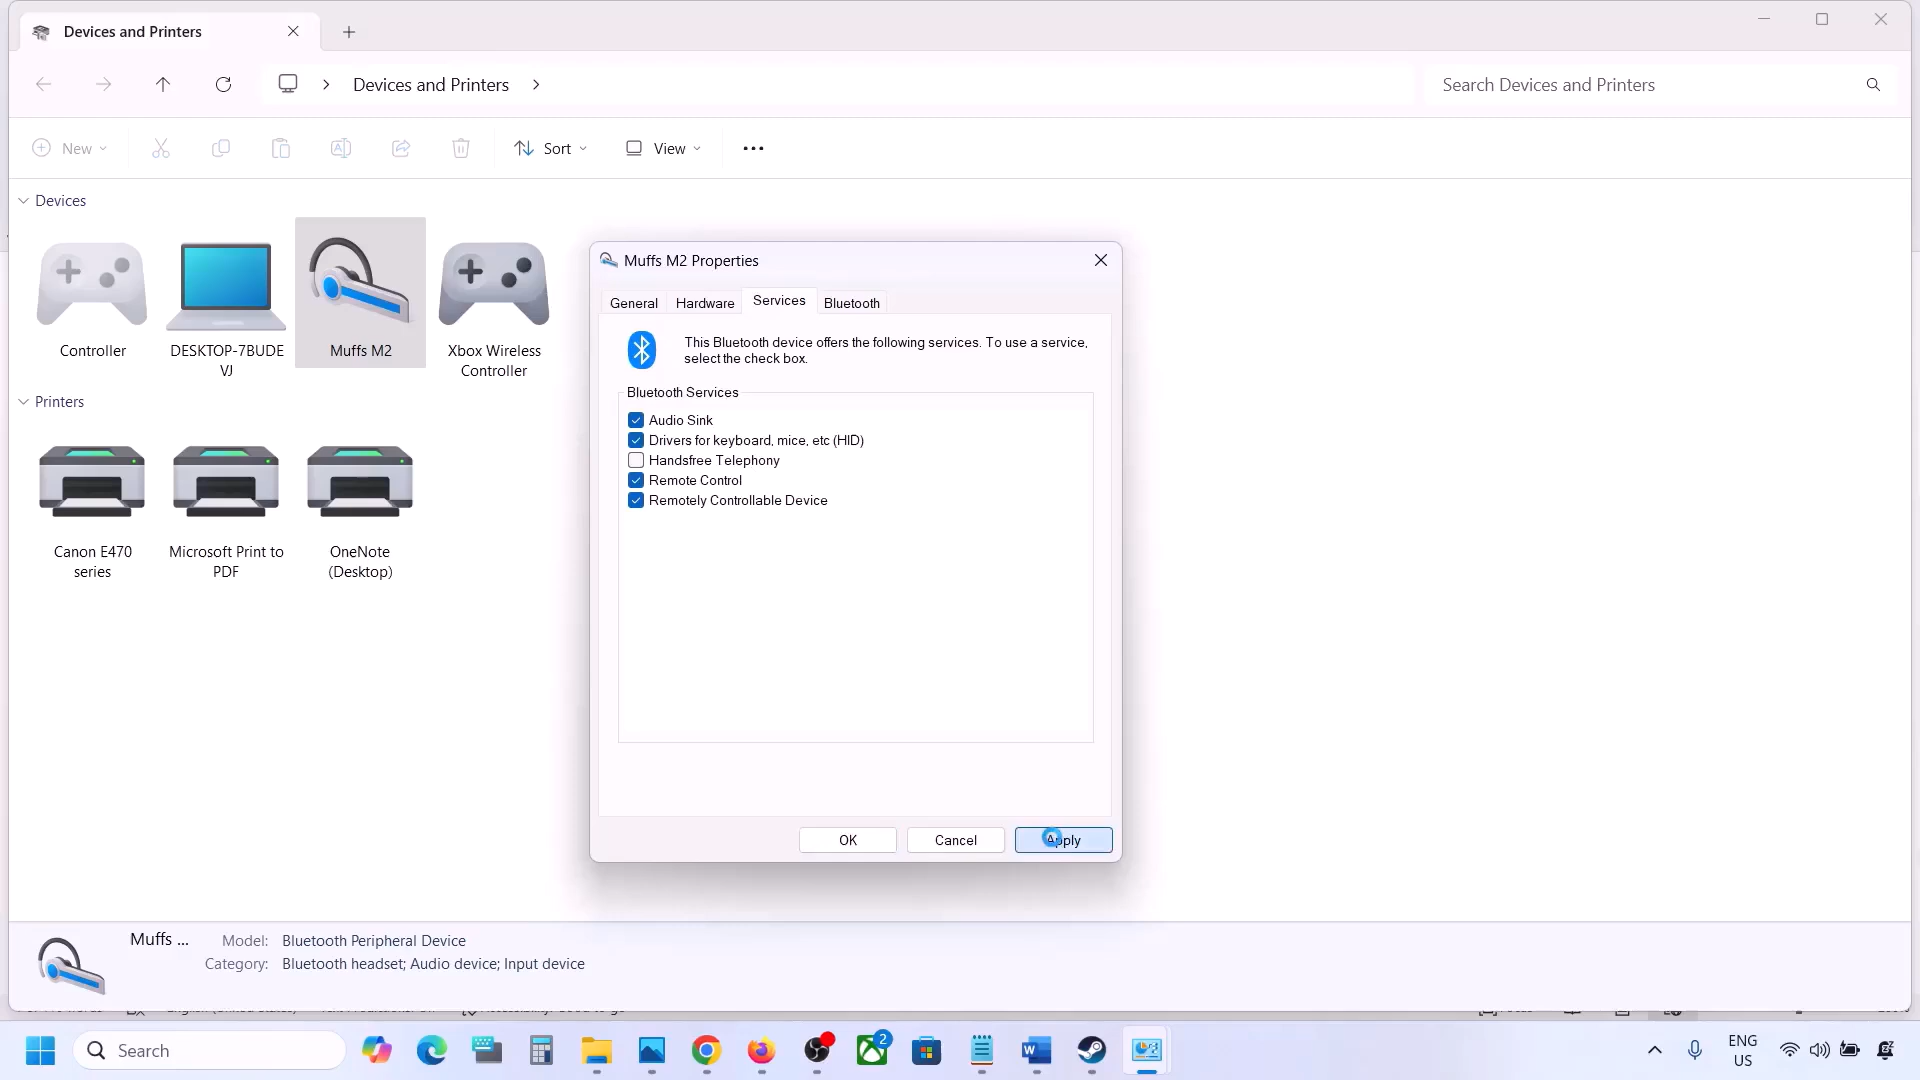 Devices and Printers
Devices and Printers
Search Devices and Printers
New
Sort
View
Devices
Controller
DESKTOP-7BUDE
VJ
Muffs M2
Xbox Wireless
Controller
Printers
Canon E470
series
Microsoft Print to
PDF
OneNote
(Desktop)
Muffs M2 Properties
General
Hardware
Services
Bluetooth
This Bluetooth device offers the following services. To use a service,
select the check box.
Bluetooth Services
Audio Sink
Drivers for keyboard, mice, etc (HID)
Handsfree Telephony
Remote Control
Remotely Controllable Device
OK
Cancel
Apply
Muffs ...
Model: Bluetooth Peripheral Device
Category: Bluetooth headset; Audio device; Input device
Search
2
ENG
US